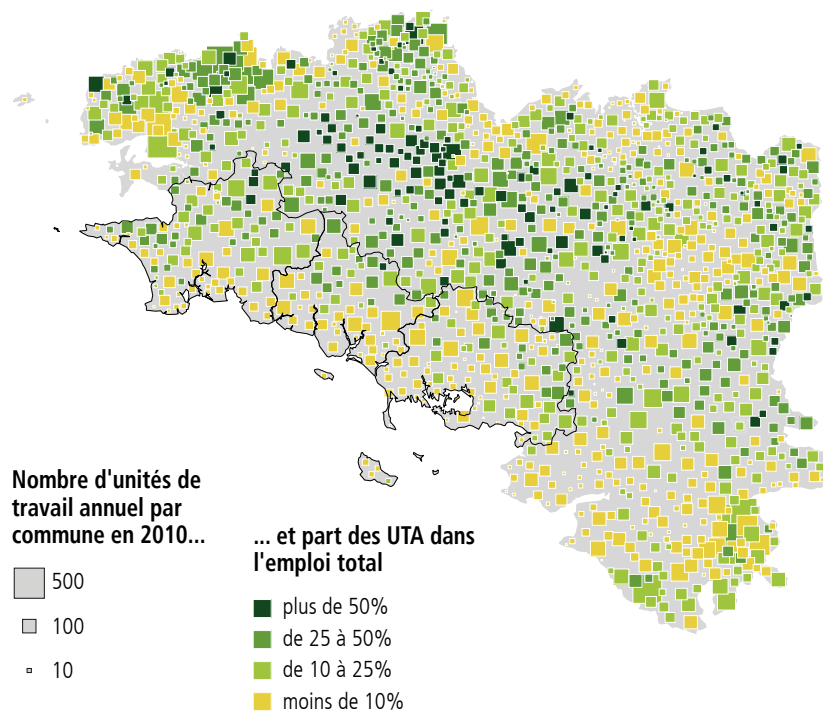 Nombre d'unités de
travail annuel par
commune en 2010...
500
100
10
... et part des UTA dans
l'emploi total
plus de 50%
de 25 à 50%
de 10 à 25%
moins de 10%